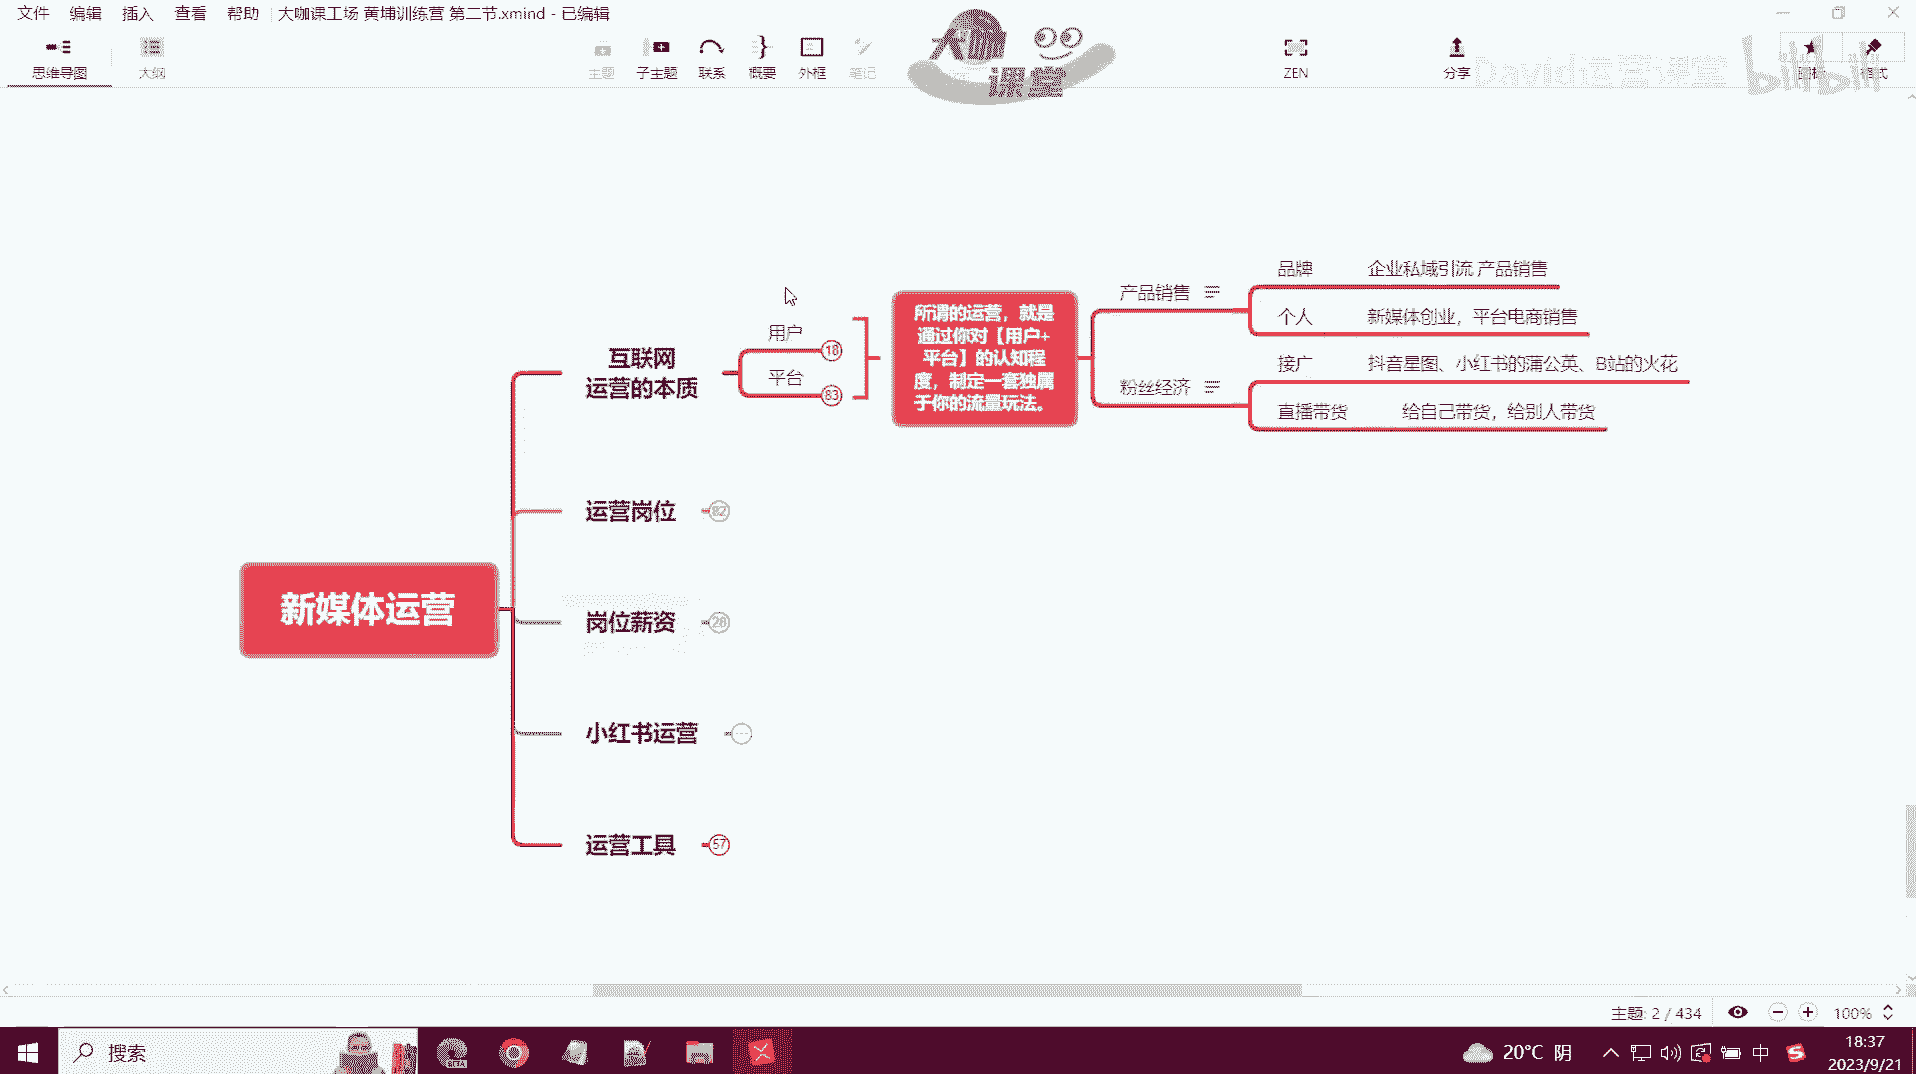 文件 编辑 插入 查看 帮助 大咖课工场 黄埔训练营 第二节.xmind - 已编辑
思维导图 大纲 主题 子主题 联系 概要 外框 笔记 ZEN 分享 图标 格式
大咖
课堂
David运营课堂 bilibili
新媒体运营
互联网
运营的本质
用户 18
平台 83
所谓的运营，就是
通过你对【用户+
平台】的认知程
度，制定一套独属
于你的流量玩法。
产品销售
品牌 企业私域引流 产品销售
个人 新媒体创业，平台电商销售
粉丝经济
接广 抖音星图、小红书的蒲公英、B站的火花
直播带货 给自己带货，给别人带货
运营岗位 82
岗位薪资 28
小红书运营
运营工具 57
主题: 2 / 434 100%
搜索
BETA
20°C 阴
中
18:37
2023/9/21